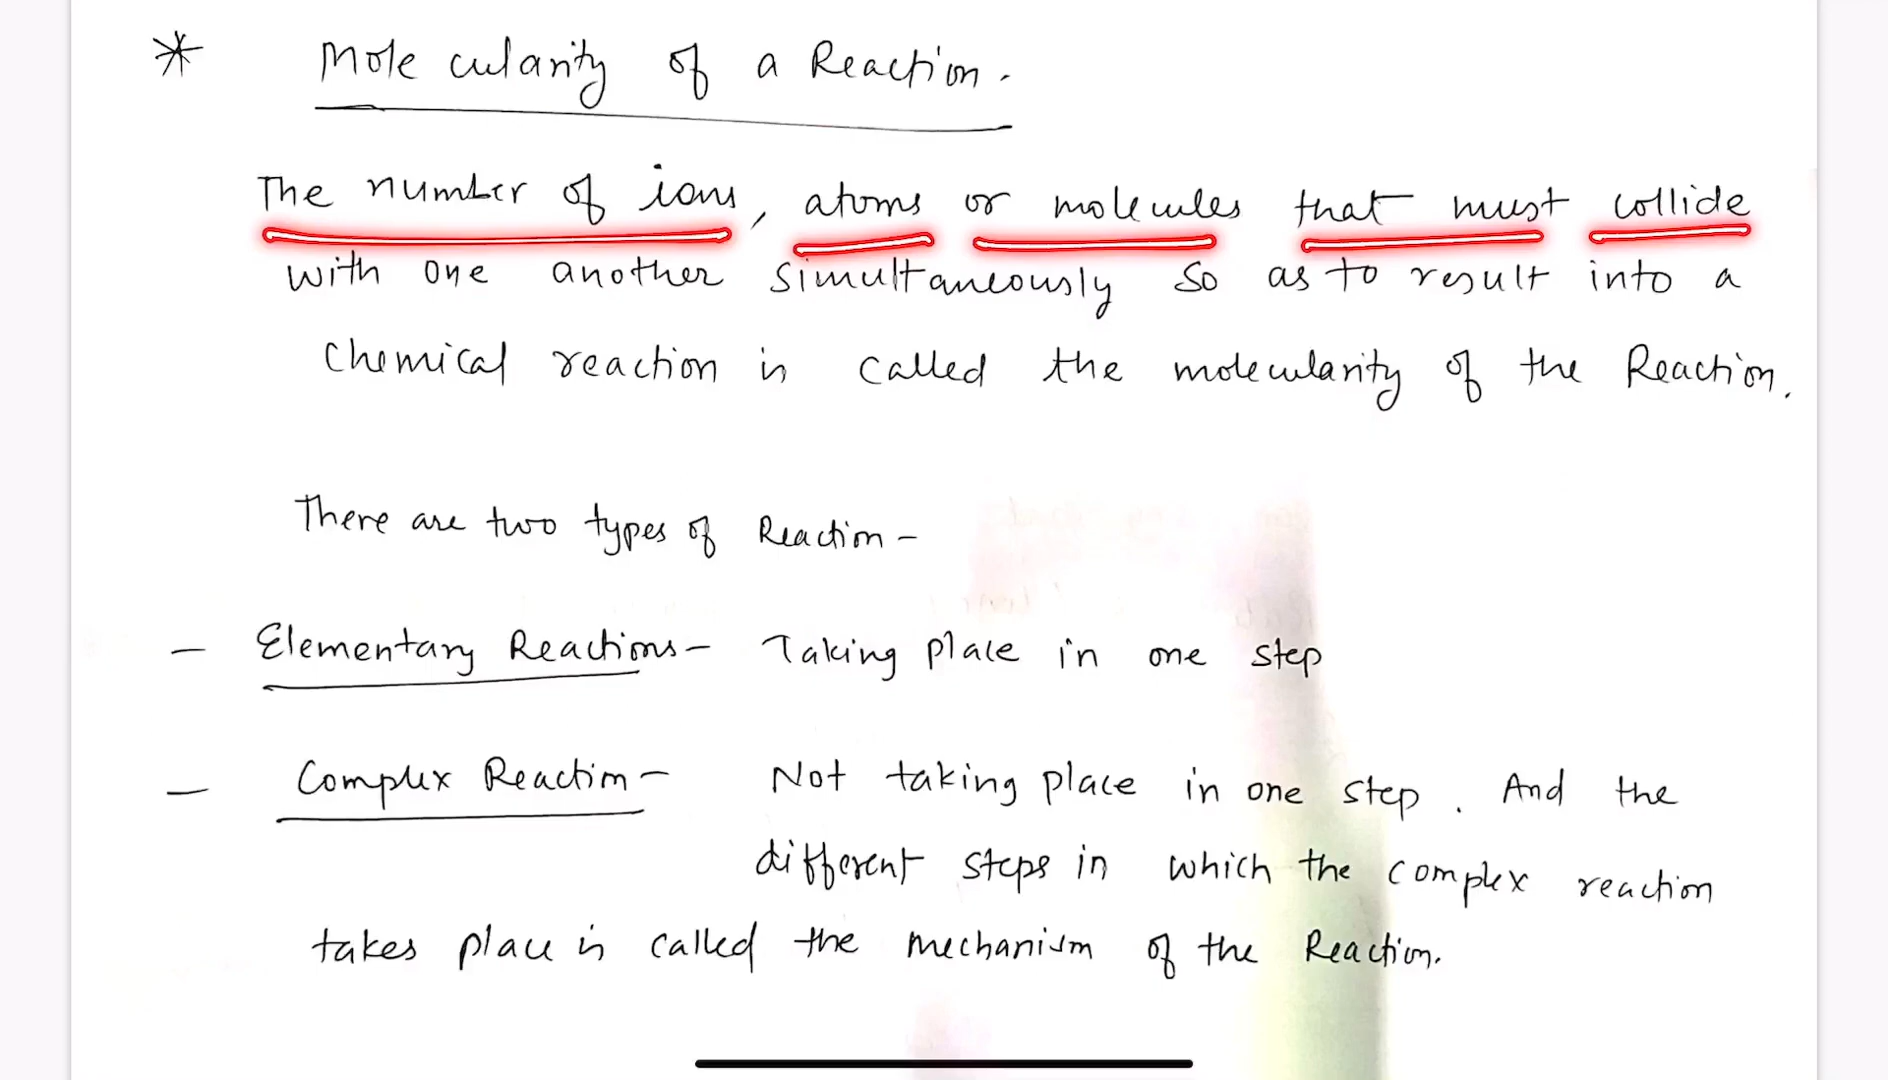 * Molecularity of a Reaction.
The number of ions, atoms or molecules that must collide
with one another simultaneously so as to result into a
Chemical reaction is called the molecularity of the Reaction.
There are two types of Reaction -
- Elementary Reactions - Taking place in one step
- Complex Reaction - Not taking place in one step. And the
different steps in which the complex reaction
takes place is called the mechanism of the Reaction.